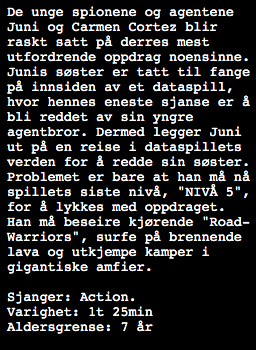 De unge spionene og agentene
Juni og Carmen Cortez blir
raskt satt på derres mest
utfordrende oppdrag noensinne.
Junis søster er tatt til fange
på innsiden av et dataspill,
hvor hennes eneste sjanse er å
bli reddet av sin yngre
agentbror. Dermed legger Juni
ut på en reise i dataspillets
verden for å redde sin søster.
Problemet er bare at han må nå
spillets siste nivå, "NIVÅ 5",
for å lykkes med oppdraget.
Han må beseire kjørende "Road-
Warriors", surfe på brennende
lava og utkjempe kamper i
gigantiske amfier.
Sjanger: Action.
Varighet: 1t 25min
Aldersgrense: 7 år